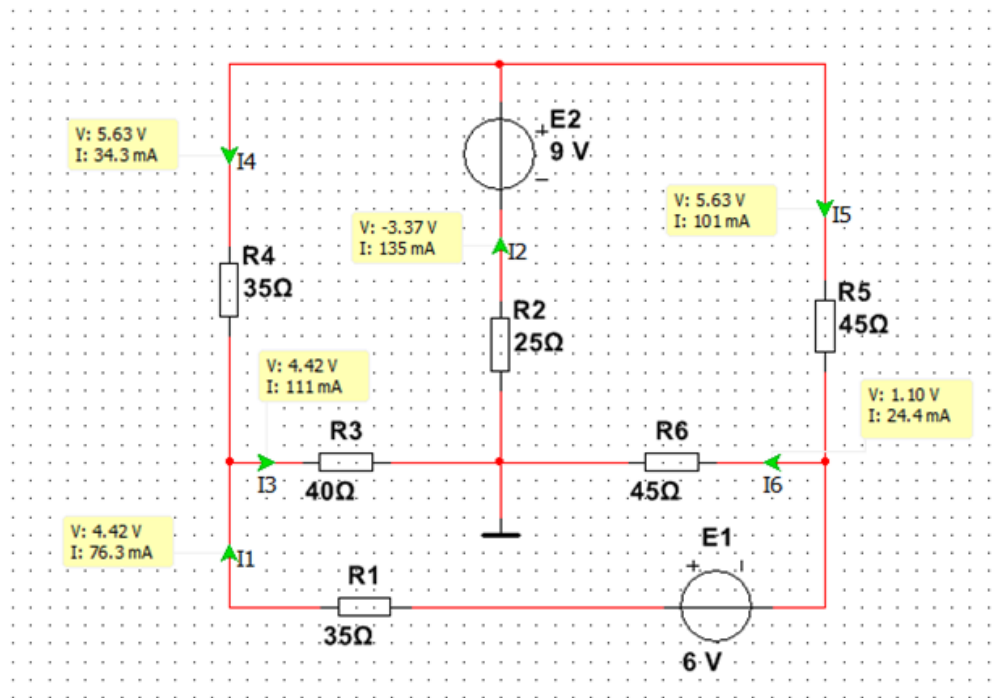 E2
+
9 V
−
V: 5.63 V
I: 34.3 mA
I4
V: -3.37 V
I: 135 mA
I2
V: 5.63 V
I: 101 mA
I5
R4
35Ω
R2
25Ω
R5
45Ω
V: 4.42 V
I: 111 mA
V: 1.10 V
I: 24.4 mA
R3
R6
I3
40Ω
45Ω
I6
V: 4.42 V
I: 76.3 mA
I1
E1
+ −
R1
35Ω
6 V